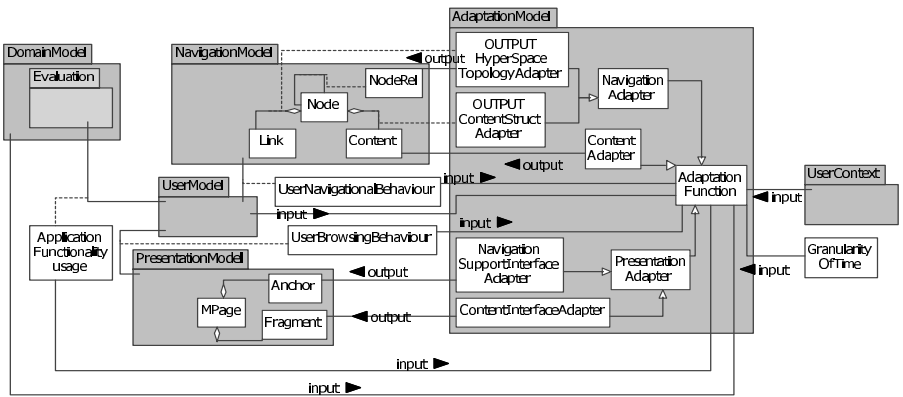 AdaptationModel
DomainModel
NavigationModel
OUTPUT
HyperSpace
TopologyAdapter
output
Evaluation
NodeRel
Navigation
Adapter
Node
OUTPUT
ContentStruct
Adapter
Link
Content
Content
Adapter
output
UserModel
UserNavigationalBehaviour
input
Adaptation
Function
UserContext
input
input
input
Application
Functionality
usage
UserBrowsingBehaviour
PresentationModel
Navigation
SupportInterface
Adapter
Presentation
Adapter
Granularity
OfTime
output
input
Anchor
MPage
Fragment
output
ContentInterfaceAdapter
input
input